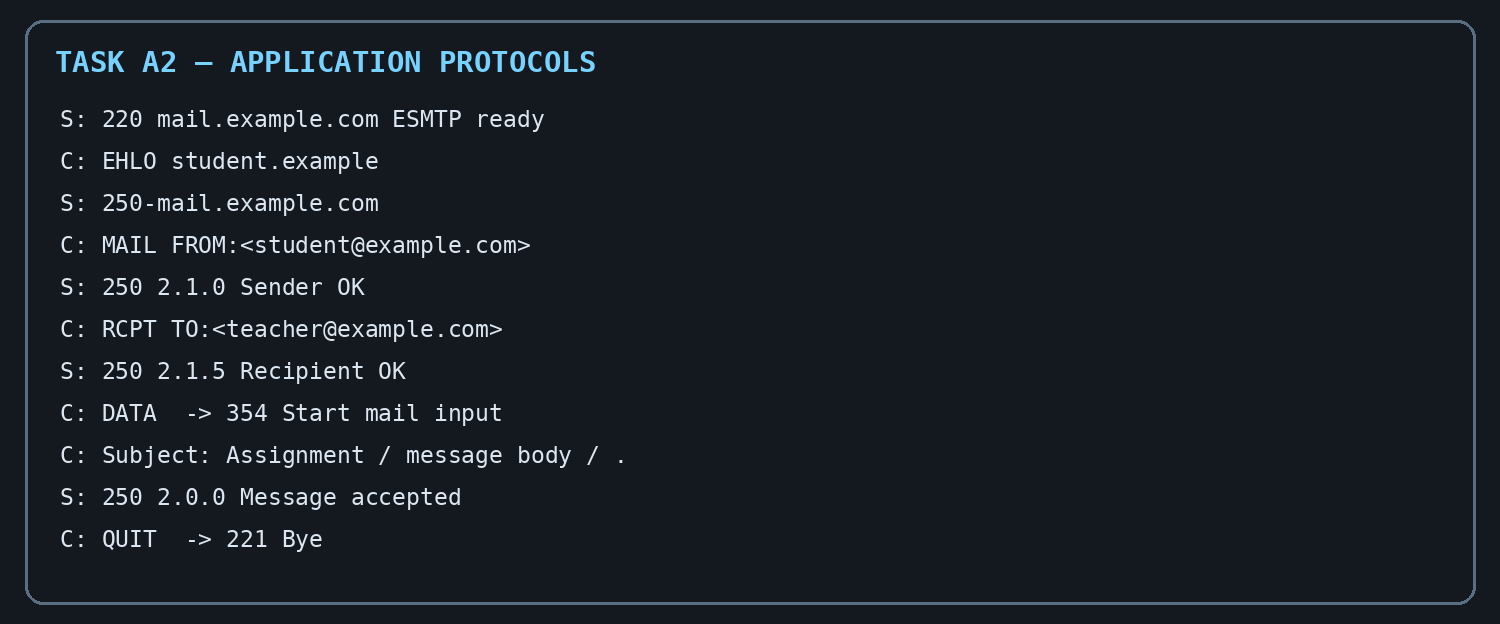 TASK A2 — APPLICATION PROTOCOLS
S: 220 mail.example.com ESMTP ready
C: EHLO student.example
S: 250-mail.example.com
C: MAIL FROM:<student@example.com>
S: 250 2.1.0 Sender OK
C: RCPT TO:<teacher@example.com>
S: 250 2.1.5 Recipient OK
C: DATA  -> 354 Start mail input
C: Subject: Assignment / message body / .
S: 250 2.0.0 Message accepted
C: QUIT  -> 221 Bye